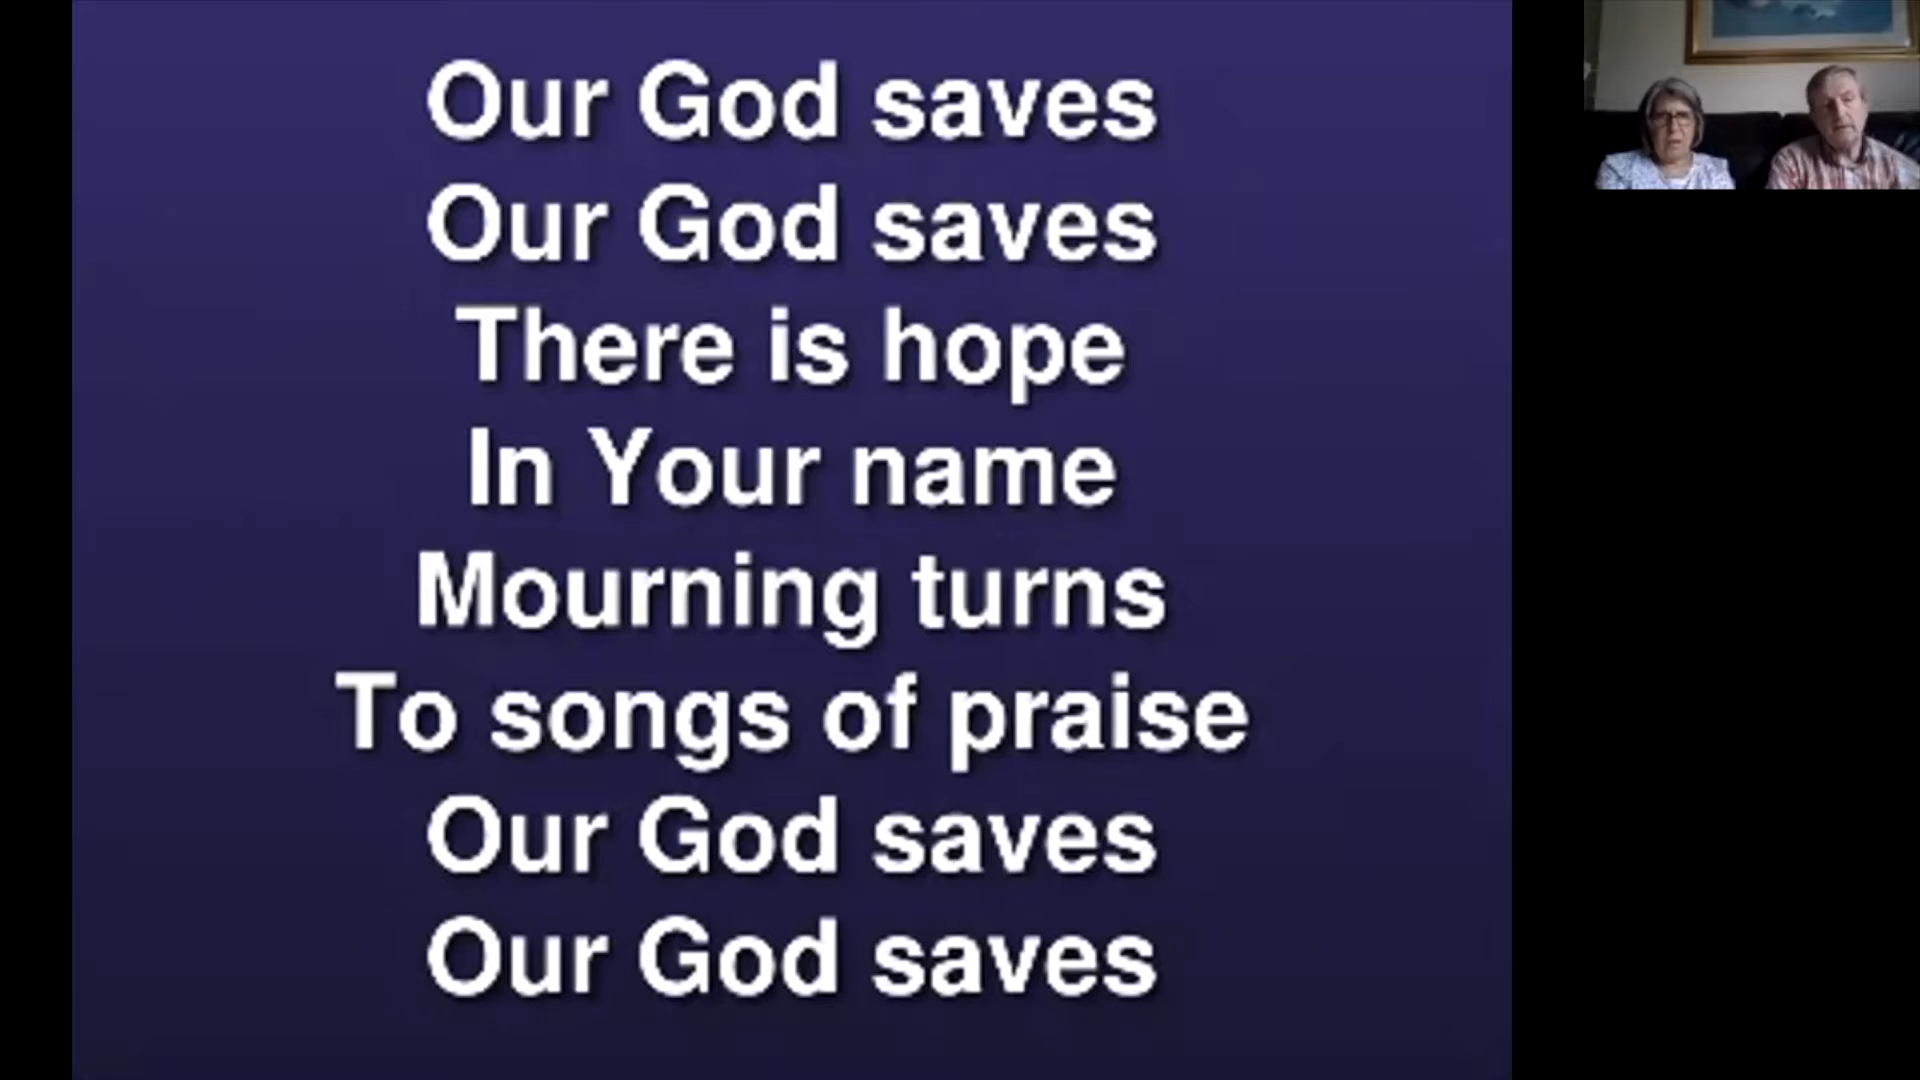 Our God saves
Our God saves
There is hope
In Your name
Mourning turns
To songs of praise
Our God saves
Our God saves